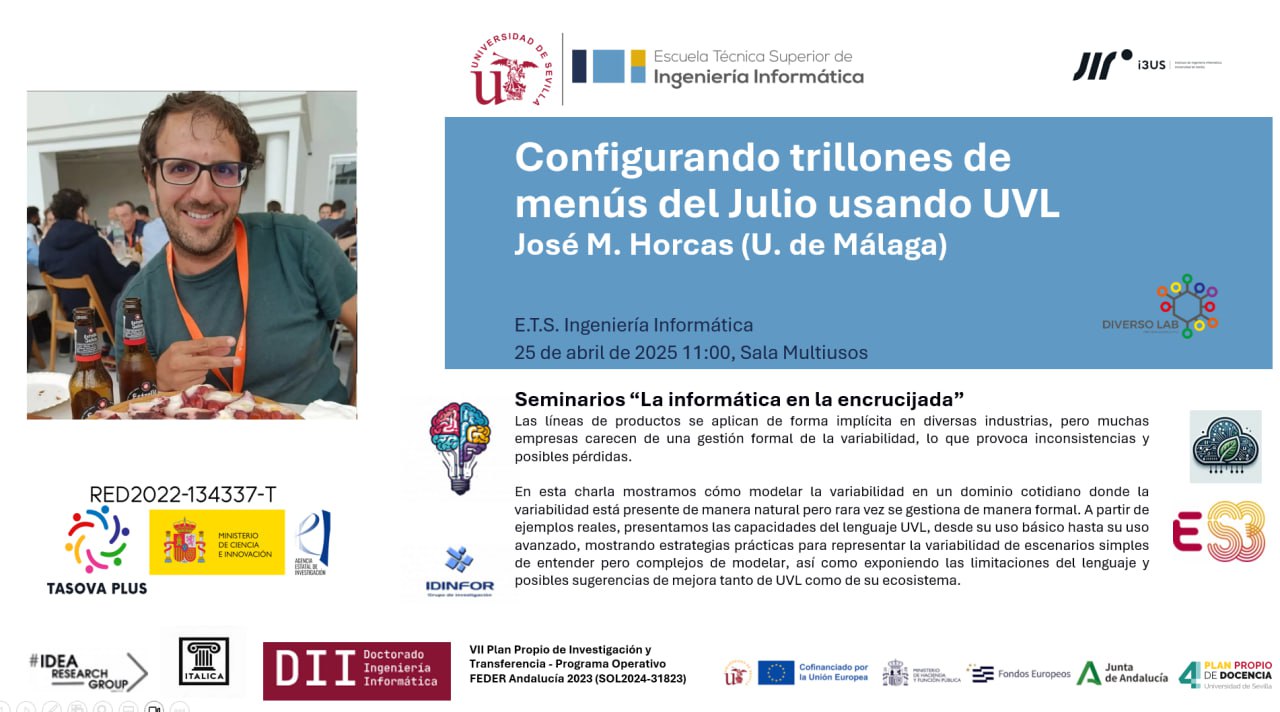 UNIVERSIDAD DE SEVILLA
Escuela Técnica Superior de
Ingeniería Informática
i3US
Configurando trillones de
menús del Julio usando UVL
José M. Horcas (U. de Málaga)
E.T.S. Ingeniería Informática
25 de abril de 2025 11:00, Sala Multiusos
DIVERSO LAB
Seminarios “La informática en la encrucijada”
Las líneas de productos se aplican de forma implícita en diversas industrias, pero muchas
empresas carecen de una gestión formal de la variabilidad, lo que provoca inconsistencias y
posibles pérdidas.
En esta charla mostramos cómo modelar la variabilidad en un dominio cotidiano donde la
variabilidad está presente de manera natural pero rara vez se gestiona de manera formal. A partir de
ejemplos reales, presentamos las capacidades del lenguaje UVL, desde su uso básico hasta su uso
avanzado, mostrando estrategias prácticas para representar la variabilidad de escenarios simples
de entender pero complejos de modelar, así como exponiendo las limitaciones del lenguaje y
posibles sugerencias de mejora tanto de UVL como de su ecosistema.
RED2022-134337-T
TASOVA PLUS
MINISTERIO
DE CIENCIA
E INNOVACIÓN
AGENCIA
ESTATAL DE
INVESTIGACIÓN
IDINFOR
Grupo de Investigación
ES3
#IDEA
RESEARCH
GROUP
ITALICA
DII
Doctorado
Ingeniería
Informática
VII Plan Propio de Investigación y
Transferencia - Programa Operativo
FEDER Andalucía 2023 (SOL2024-31823)
Cofinanciado por
la Unión Europea
MINISTERIO
DE HACIENDA
Y FUNCIÓN PÚBLICA
Fondos Europeos
Junta
de Andalucía
4
PLAN PROPIO
DE DOCENCIA
Universidad de Sevilla